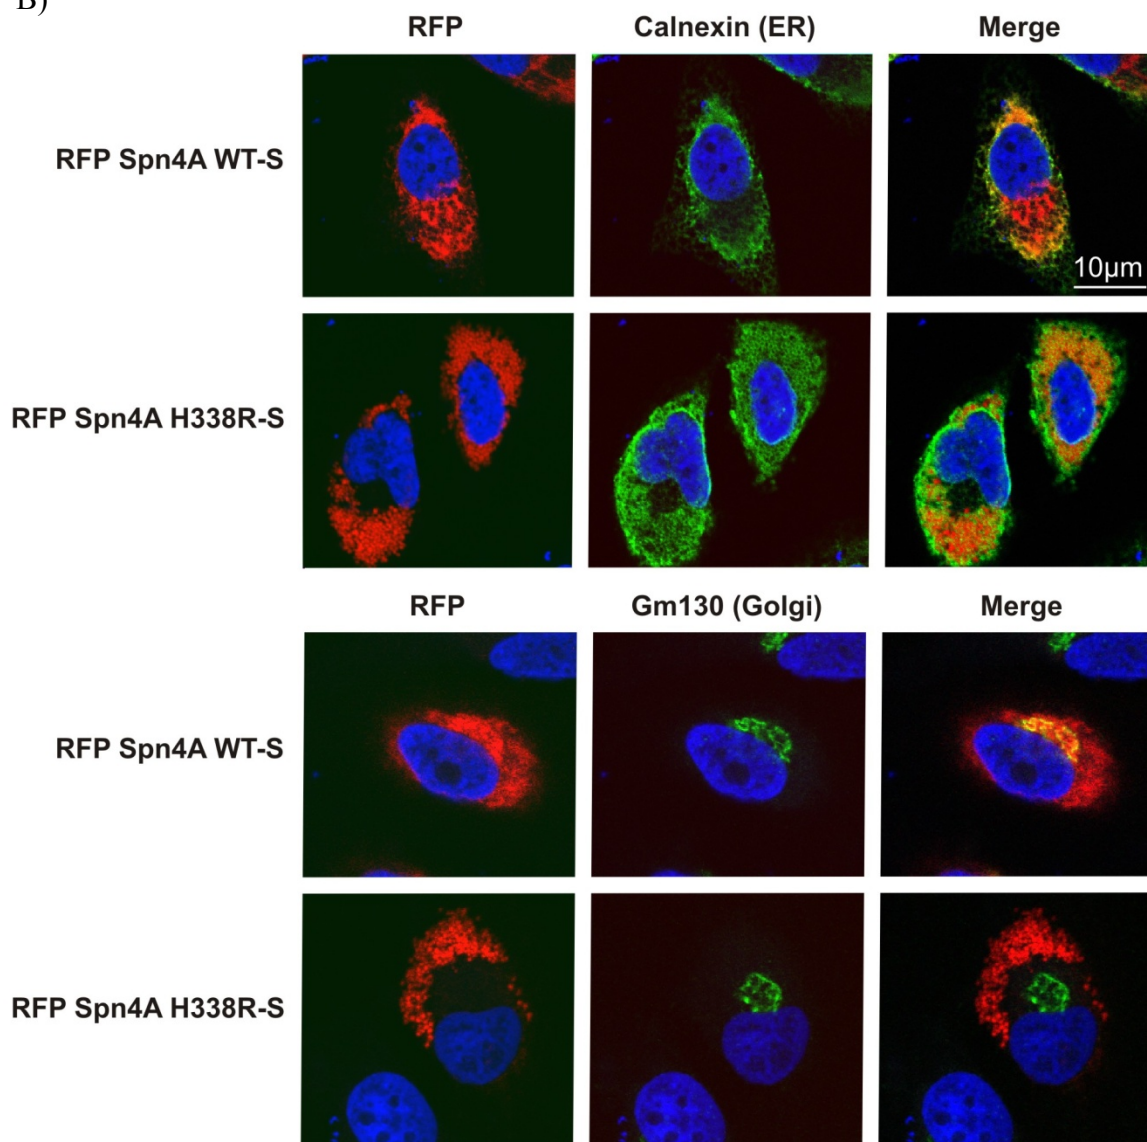 B)
RFP Calnexin (ER) Merge
RFP Spn4A WT-S
10µm
RFP Spn4A H338R-S
RFP Gm130 (Golgi) Merge
RFP Spn4A WT-S
RFP Spn4A H338R-S